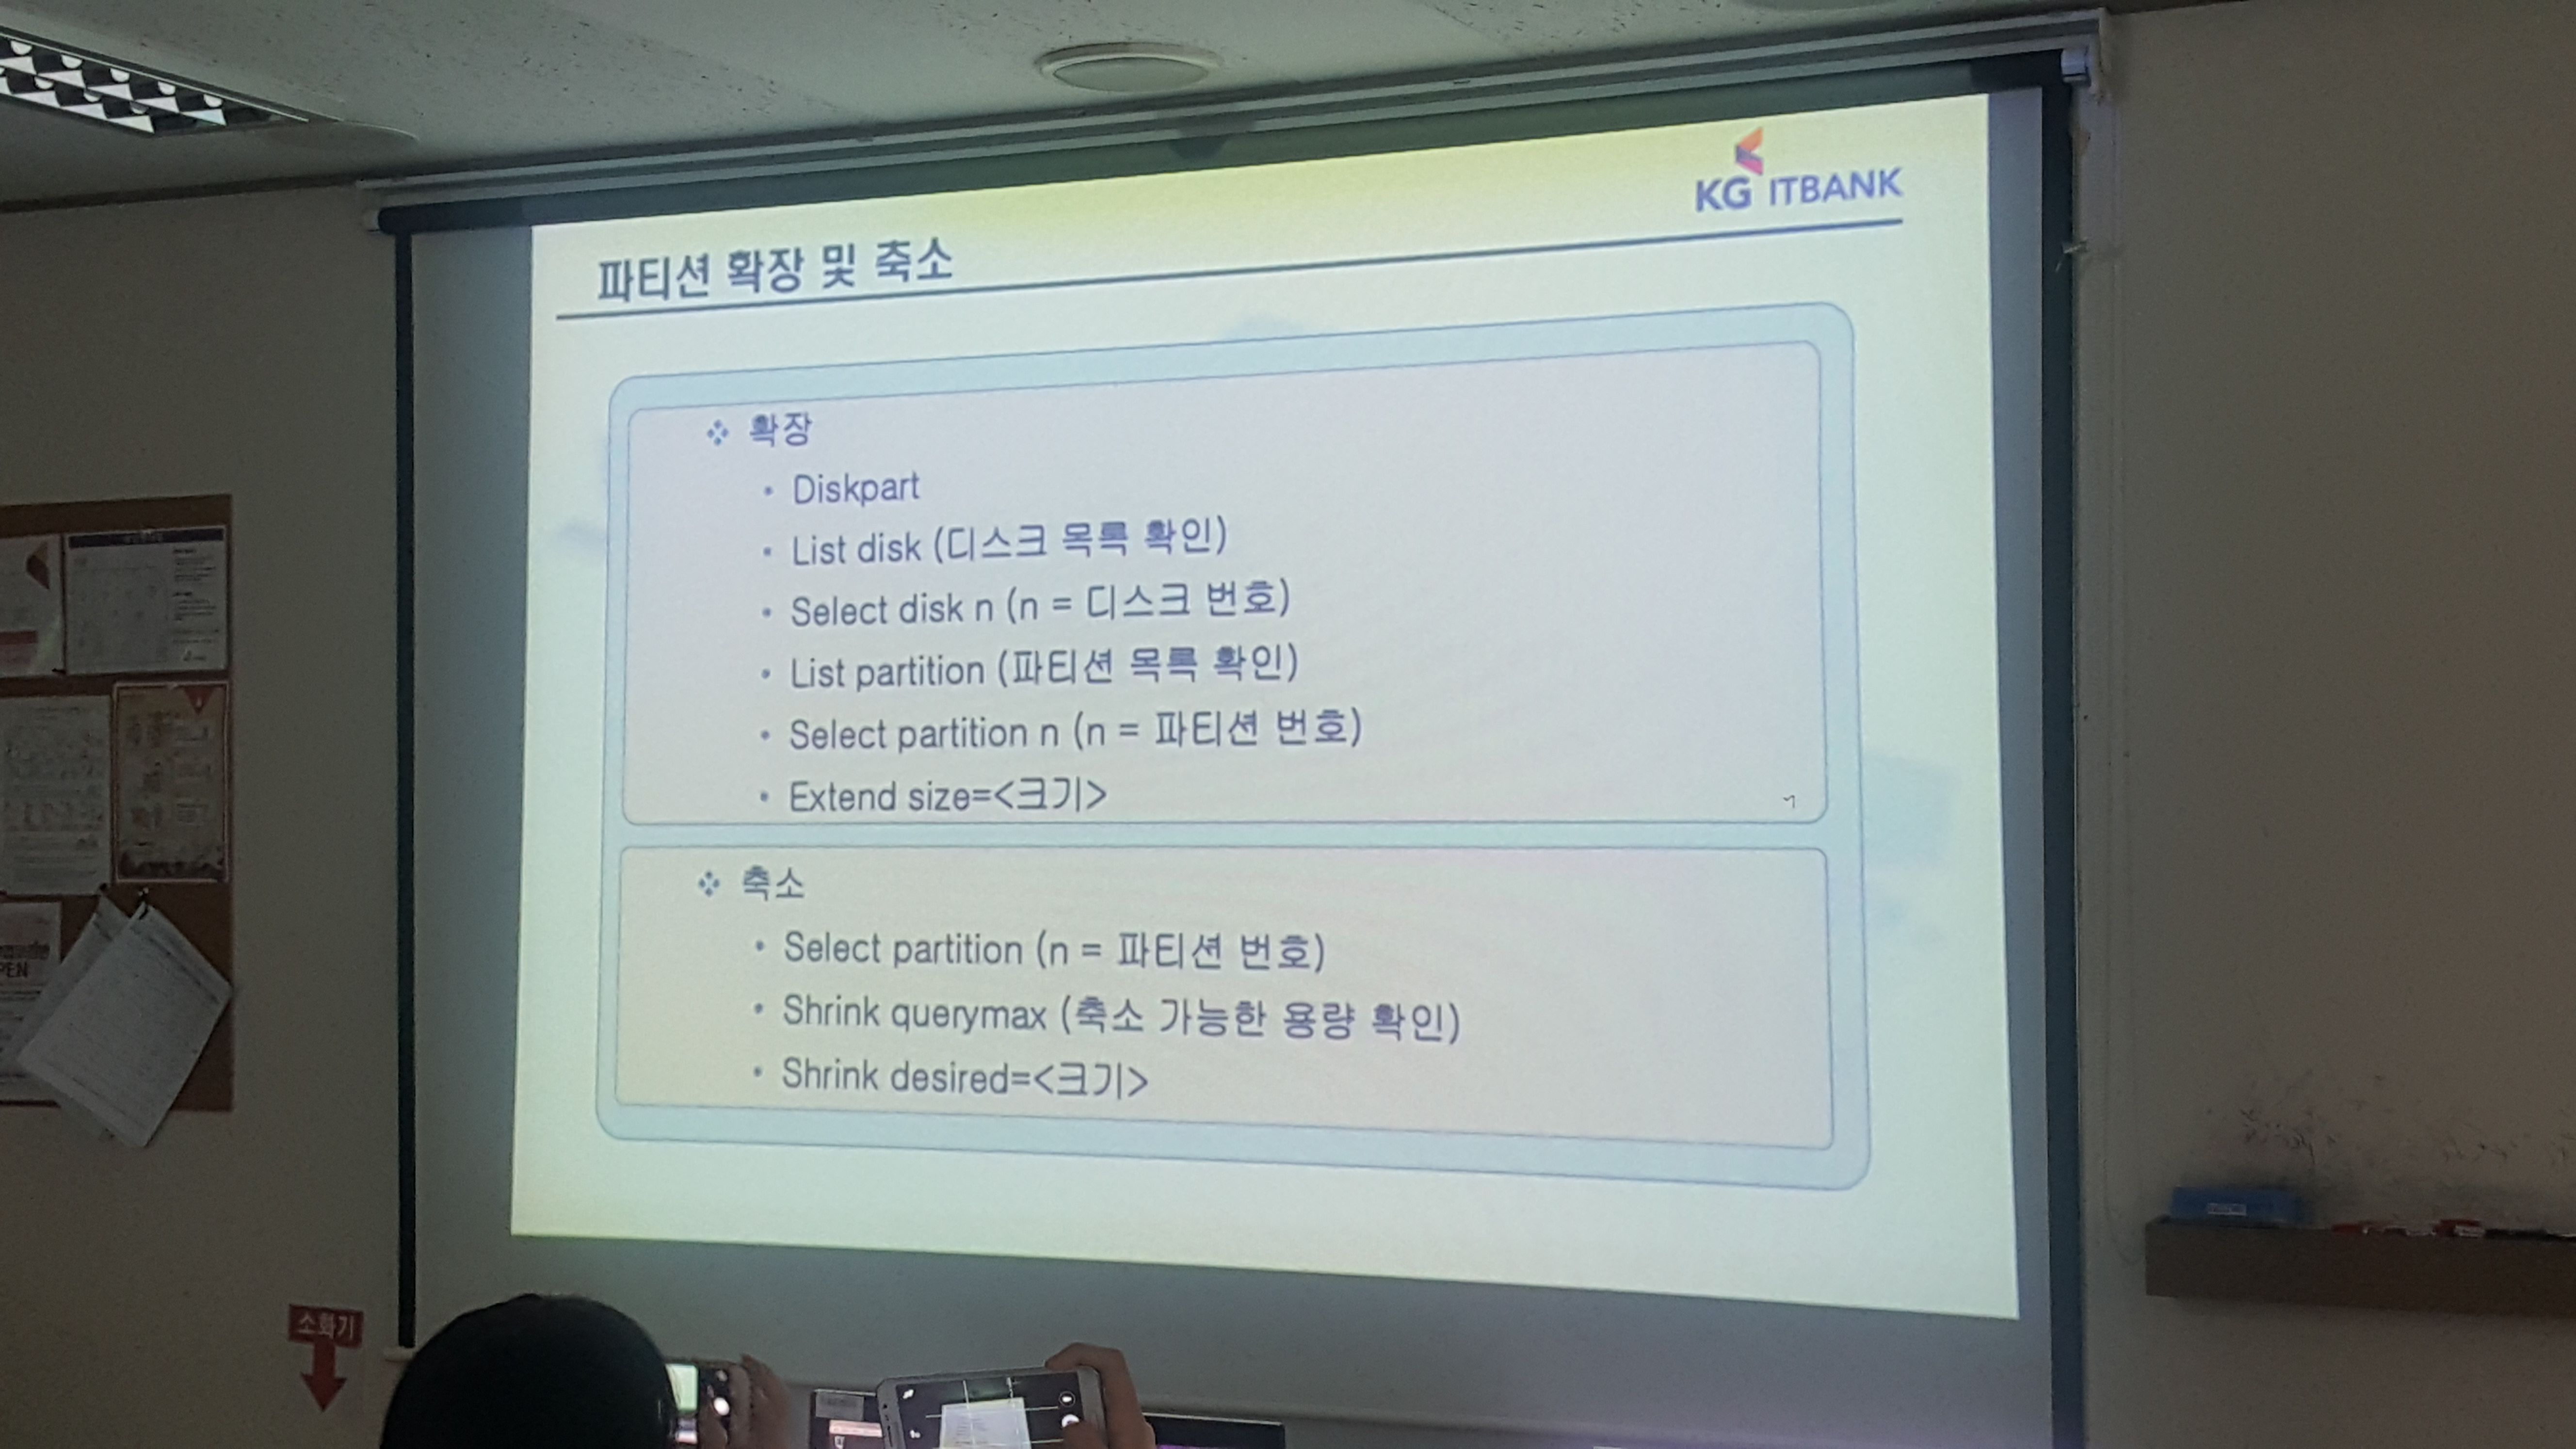 KG ITBANK
파티션 확장 및 축소
❖ 확장
• Diskpart
• List disk (디스크 목록 확인)
• Select disk n (n = 디스크 번호)
• List partition (파티션 목록 확인)
• Select partition n (n = 파티션 번호)
• Extend size=<크기>
❖ 축소
• Select partition (n = 파티션 번호)
• Shrink querymax (축소 가능한 용량 확인)
• Shrink desired=<크기>
소화기